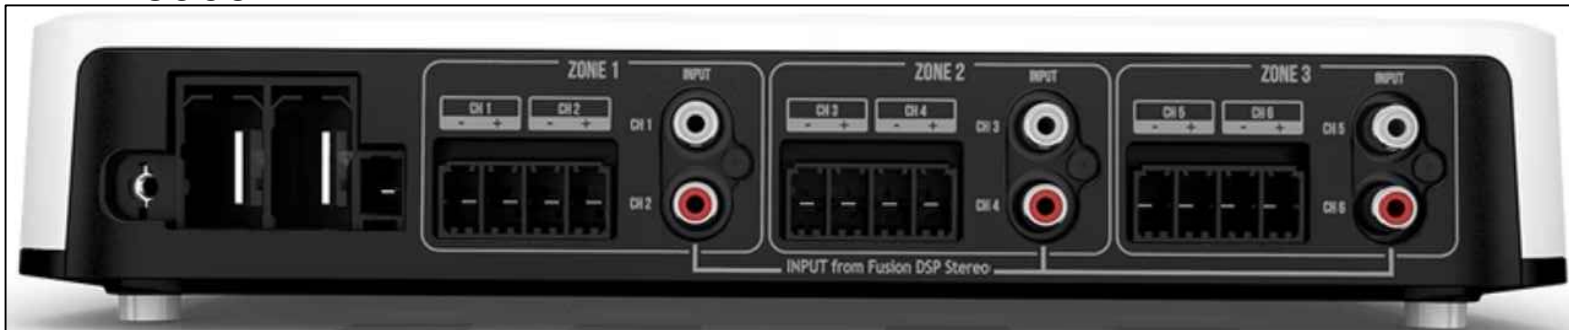 ZONE 1
INPUT
CH 1
CH 2
- +
- +
CH 1
CH 2
ZONE 2
INPUT
CH 3
CH 4
- +
- +
CH 3
CH 4
ZONE 3
INPUT
CH 5
CH 6
- +
- +
CH 5
CH 6
INPUT from Fusion DSP Stereo